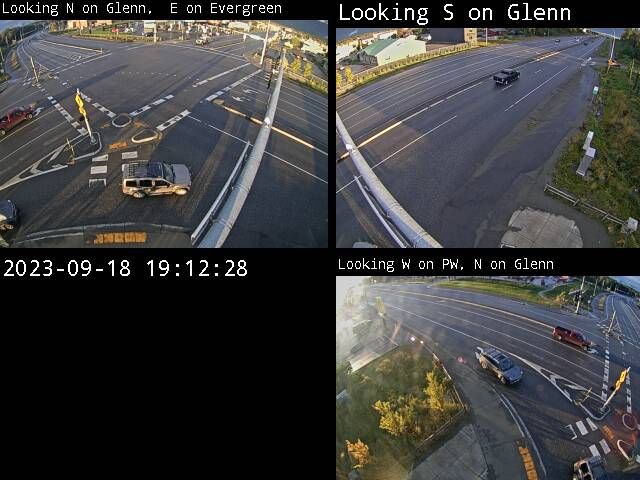 Looking N on Glenn, E on Evergreen
Looking S on Glenn
2023-09-18 19:12:28
Looking W on PW, N on Glenn